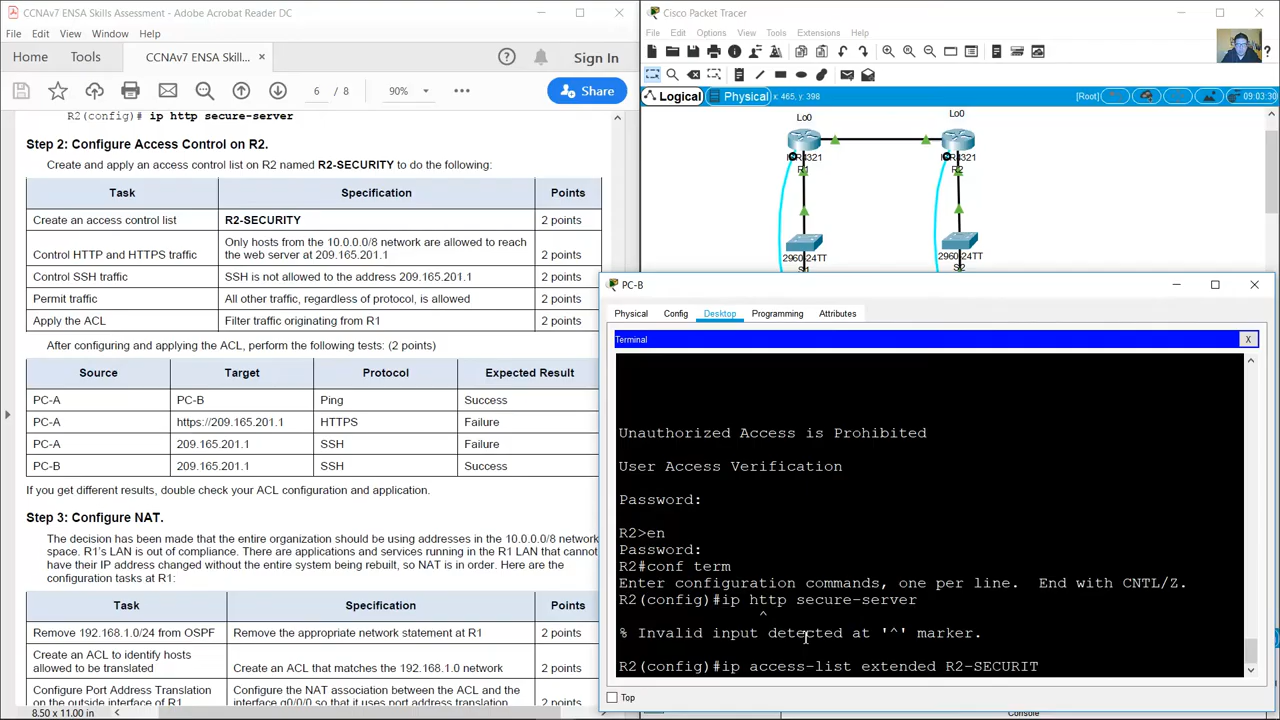 CCNAv7 ENSA Skills Assessment - Adobe Acrobat Reader DC
File Edit View Window Help
Home Tools CCNAv7 ENSA Skill... × Sign In
6 / 8 90% Share
R2(config)# ip http secure-server
Step 2: Configure Access Control on R2.
Create and apply an access control list on R2 named R2-SECURITY to do the following:
Task Specification Points
Create an access control list R2-SECURITY 2 points
Control HTTP and HTTPS traffic Only hosts from the 10.0.0.0/8 network are allowed to reach 2 points
the web server at 209.165.201.1
Control SSH traffic SSH is not allowed to the address 209.165.201.1 2 points
Permit traffic All other traffic, regardless of protocol, is allowed 2 points
Apply the ACL Filter traffic originating from R1 2 points
After configuring and applying the ACL, perform the following tests: (2 points)
Source Target Protocol Expected Result
PC-A PC-B Ping Success
PC-A https://209.165.201.1 HTTPS Failure
PC-A 209.165.201.1 SSH Failure
PC-B 209.165.201.1 SSH Success
If you get different results, double check your ACL configuration and application.
Step 3: Configure NAT.
The decision has been made that the entire organization should be using addresses in the 10.0.0.0/8 network
space. R1's LAN is out of compliance. There are applications and services running in the R1 LAN that cannot
have their IP address changed without the entire system being rebuilt, so NAT is in order. Here are the
configuration tasks at R1:
Task Specification Points
Remove 192.168.1.0/24 from OSPF Remove the appropriate network statement at R1 2 points
Create an ACL to identify hosts
allowed to be translated Create an ACL that matches the 192.168.1.0 network 2 points
Configure Port Address Translation Configure the NAT association between the ACL and the
on the outside interface of R1 interface g0/0/0 so that it uses port address translation 2 points
8.50 x 11.00 in
Cisco Packet Tracer
File Edit Options View Tools Extensions Help
Logical Physical x: 465, y: 398 [Root] 09:03:30
Lo0 Lo0
R1 R2
2960-24TT 2960-24TT
S1 S2
PC-B
Physical Config Desktop Programming Attributes
Terminal X
Unauthorized Access is Prohibited
User Access Verification
Password:
R2>en
Password:
R2#conf term
Enter configuration commands, one per line.  End with CNTL/Z.
R2(config)#ip http secure-server
^
% Invalid input detected at '^' marker.
R2(config)#ip access-list extended R2-SECURIT
Top
Console